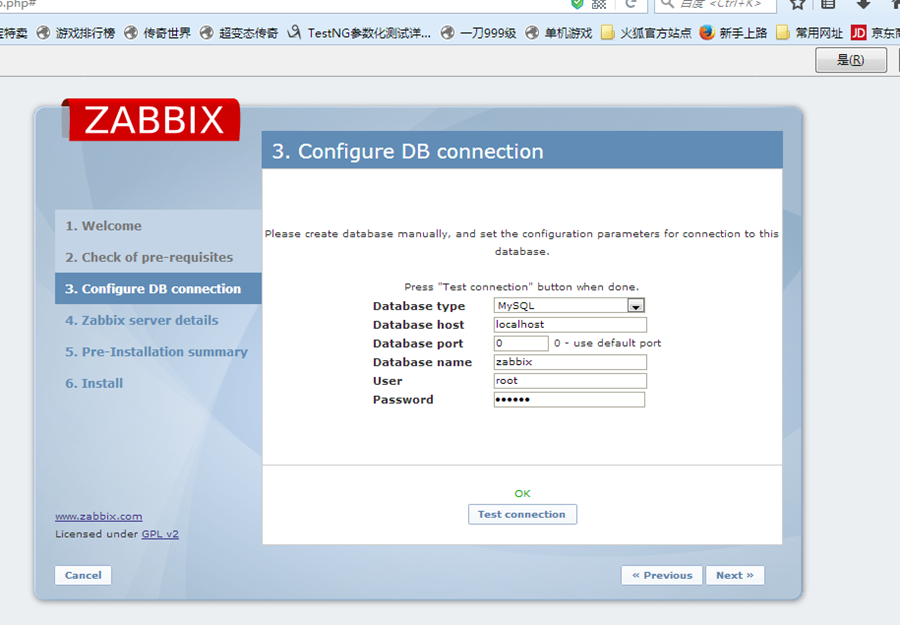 .php#
百度 <Ctrl+K>
特卖 游戏排行榜 传奇世界 超变态传奇 TestNG参数化测试详... 一刀999级 单机游戏 火狐官方站点 新手上路 常用网址 JD 京东商
是(R)
ZABBIX
3. Configure DB connection
1. Welcome
2. Check of pre-requisites
3. Configure DB connection
4. Zabbix server details
5. Pre-Installation summary
6. Install
Please create database manually, and set the configuration parameters for connection to this
database.
Press "Test connection" button when done.
Database type MySQL
Database host localhost
Database port 0 0 - use default port
Database name zabbix
User root
Password ••••••
OK
Test connection
www.zabbix.com
Licensed under GPL v2
Cancel
« Previous Next »